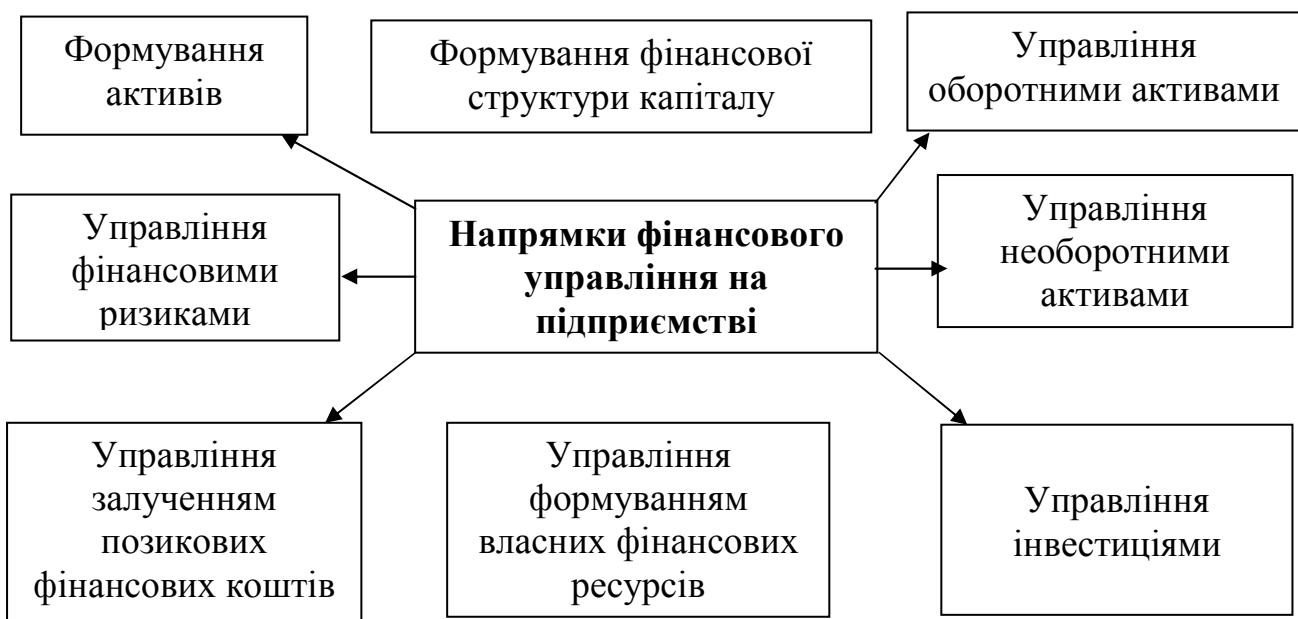 Формування
активів
Формування фінансової
структури капіталу
Управління
оборотними активами
Управління
фінансовими
ризиками
Напрямки фінансового
управління на
підприємстві
Управління
необоротними
активами
Управління
залученням
позикових
фінансових коштів
Управління
формуванням
власних фінансових
ресурсів
Управління
інвестиціями